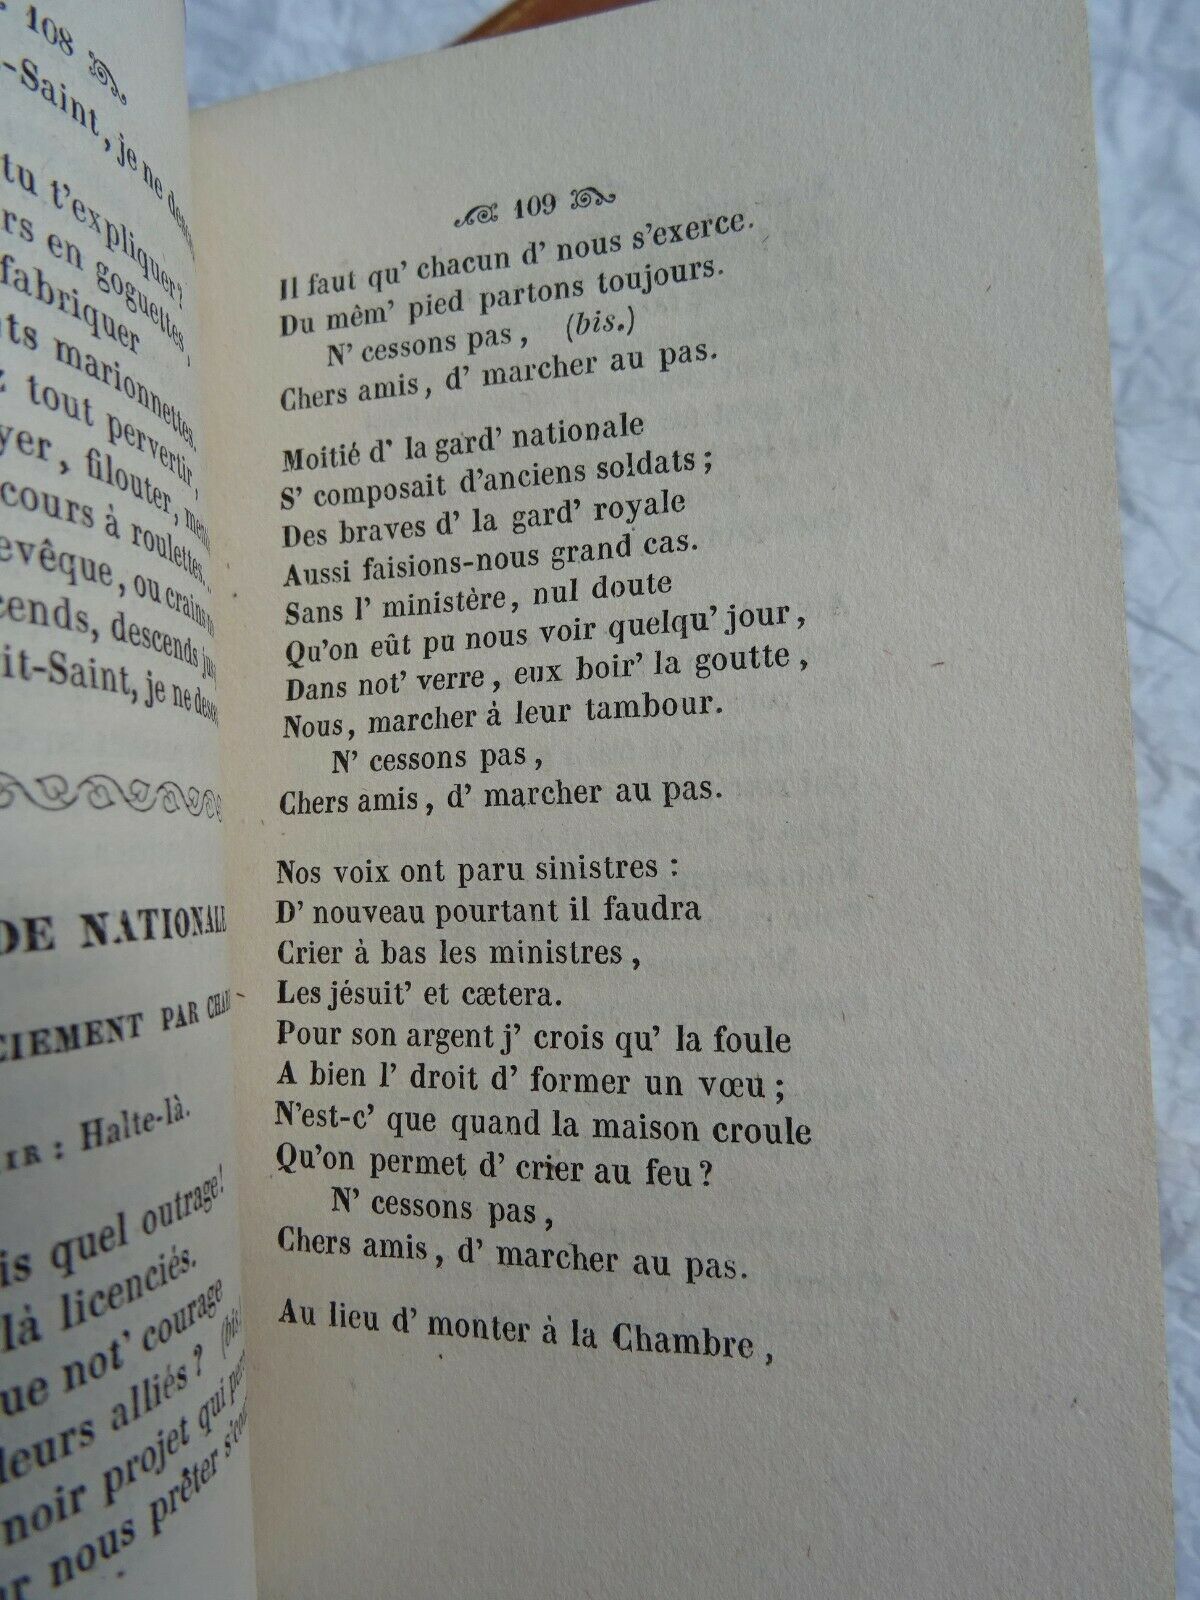 108
-Saint, je ne
tu t'expliquer?
rs en goguettes,
fabriquer
ts marionnettes.
z tout pervertir,
yer, filouter,
cours à roulettes...
evêque, ou crains
cends, descends
it-Saint, je ne
DE NATIONALE
CIEMENT PAR
IR : Halte-là.
is quel outrage!
là licenciés.
ue not' courage
leurs alliés? (bis
noir projet qui
r nous prêter
109
Il faut qu' chacun d' nous s'exerce.
Du mêm' pied partons toujours.
N' cessons pas, (bis.)
Chers amis, d' marcher au pas.
Moitié d' la gard' nationale
S' composait d'anciens soldats ;
Des braves d' la gard' royale
Aussi faisions-nous grand cas.
Sans l' ministère, nul doute
Qu'on eût pu nous voir quelqu' jour,
Dans not' verre, eux boir' la goutte,
Nous, marcher à leur tambour.
N' cessons pas,
Chers amis, d' marcher au pas.
Nos voix ont paru sinistres :
D' nouveau pourtant il faudra
Crier à bas les ministres,
Les jésuit' et cætera.
Pour son argent j' crois qu' la foule
A bien l' droit d' former un vœu ;
N'est-c' que quand la maison croule
Qu'on permet d' crier au feu ?
N' cessons pas,
Chers amis, d' marcher au pas.
Au lieu d' monter à la Chambre,